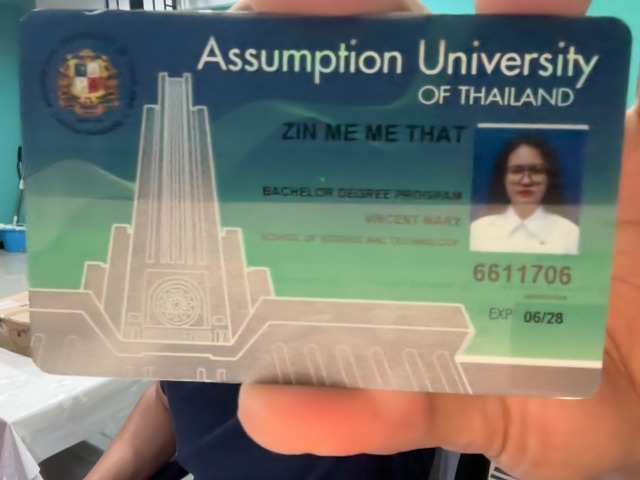 Assumption University
OF THAILAND
ZIN ME ME THAT
BACHELOR DEGREE PROGRAM
VINCENT MARY
SCHOOL OF SCIENCE AND TECHNOLOGY
6611706
EXP 06/28